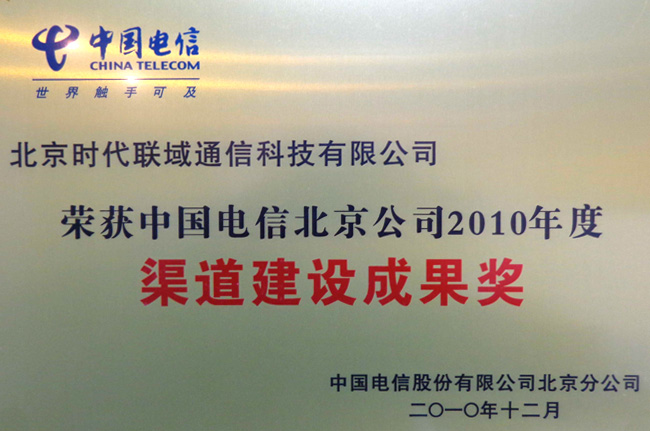 中国电信
CHINA TELECOM
世界触手可及
北京时代联域通信科技有限公司
荣获中国电信北京公司2010年度
渠道建设成果奖
中国电信股份有限公司北京分公司
二〇一〇年十二月